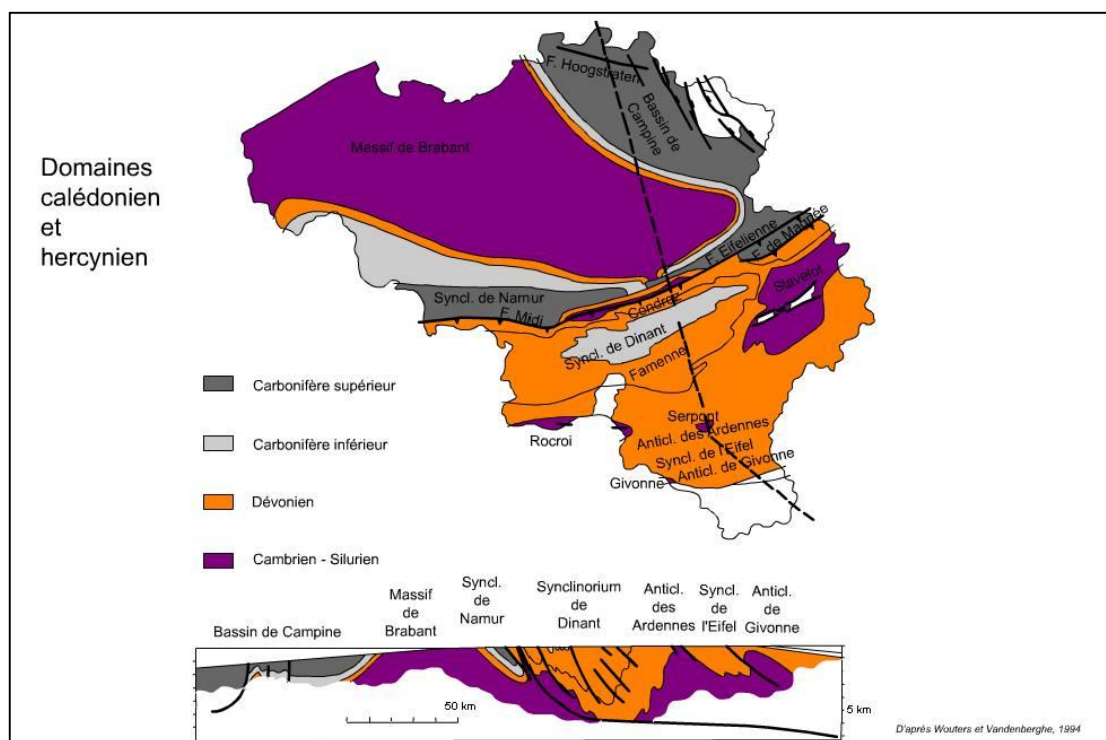 Domaines
calédonien
et
hercynien
F. Hoogstraten
Bassin de
Campine
Massif de Brabant
F. Eifelienne
F. de Magnée
Stavelot
Syncl. de Namur
F. Midi
Condroz
Syncl. de Dinant
Famenne
Serpont
Anticl. des Ardennes
Syncl. de l'Eifel
Anticl. de Givonne
Rocroi
Givonne
Carbonifère supérieur
Carbonifère inférieur
Dévonien
Cambrien - Silurien
Bassin de Campine
Massif
de
Brabant
Syncl.
de
Namur
Synclinorium
de
Dinant
Anticl.
des
Ardennes
Syncl.
de
l'Eifel
Anticl.
de
Givonne
50 km
5 km
D'après Wouters et Vandenberghe, 1994